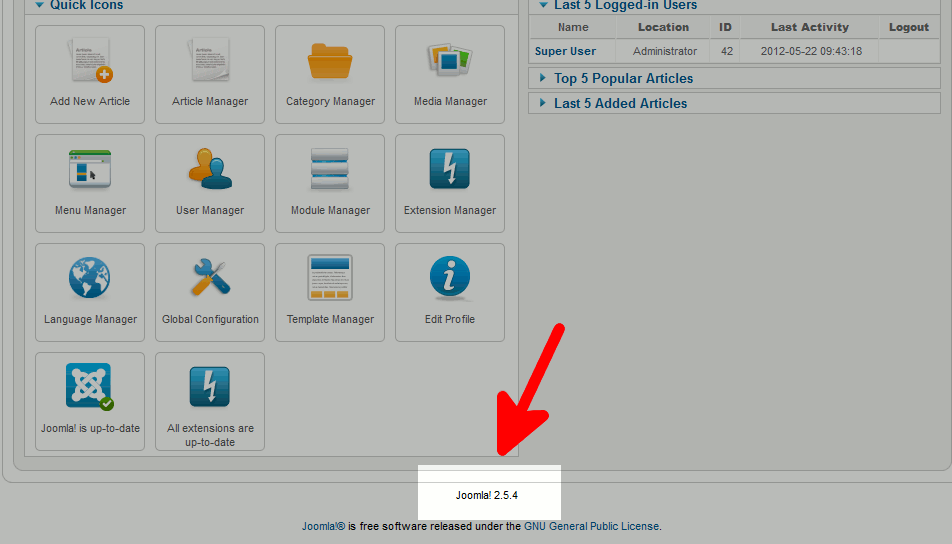 Quick Icons
Add New Article
Article Manager
Category Manager
Media Manager
Menu Manager
User Manager
Module Manager
Extension Manager
Language Manager
Global Configuration
Template Manager
Edit Profile
Joomla! is up-to-date
All extensions are
up-to-date
Last 5 Logged-in Users
Name Location ID Last Activity Logout
Super User Administrator 42 2012-05-22 09:43:18
Top 5 Popular Articles
Last 5 Added Articles
Joomla! 2.5.4
Joomla!® is free software released under the GNU General Public License.